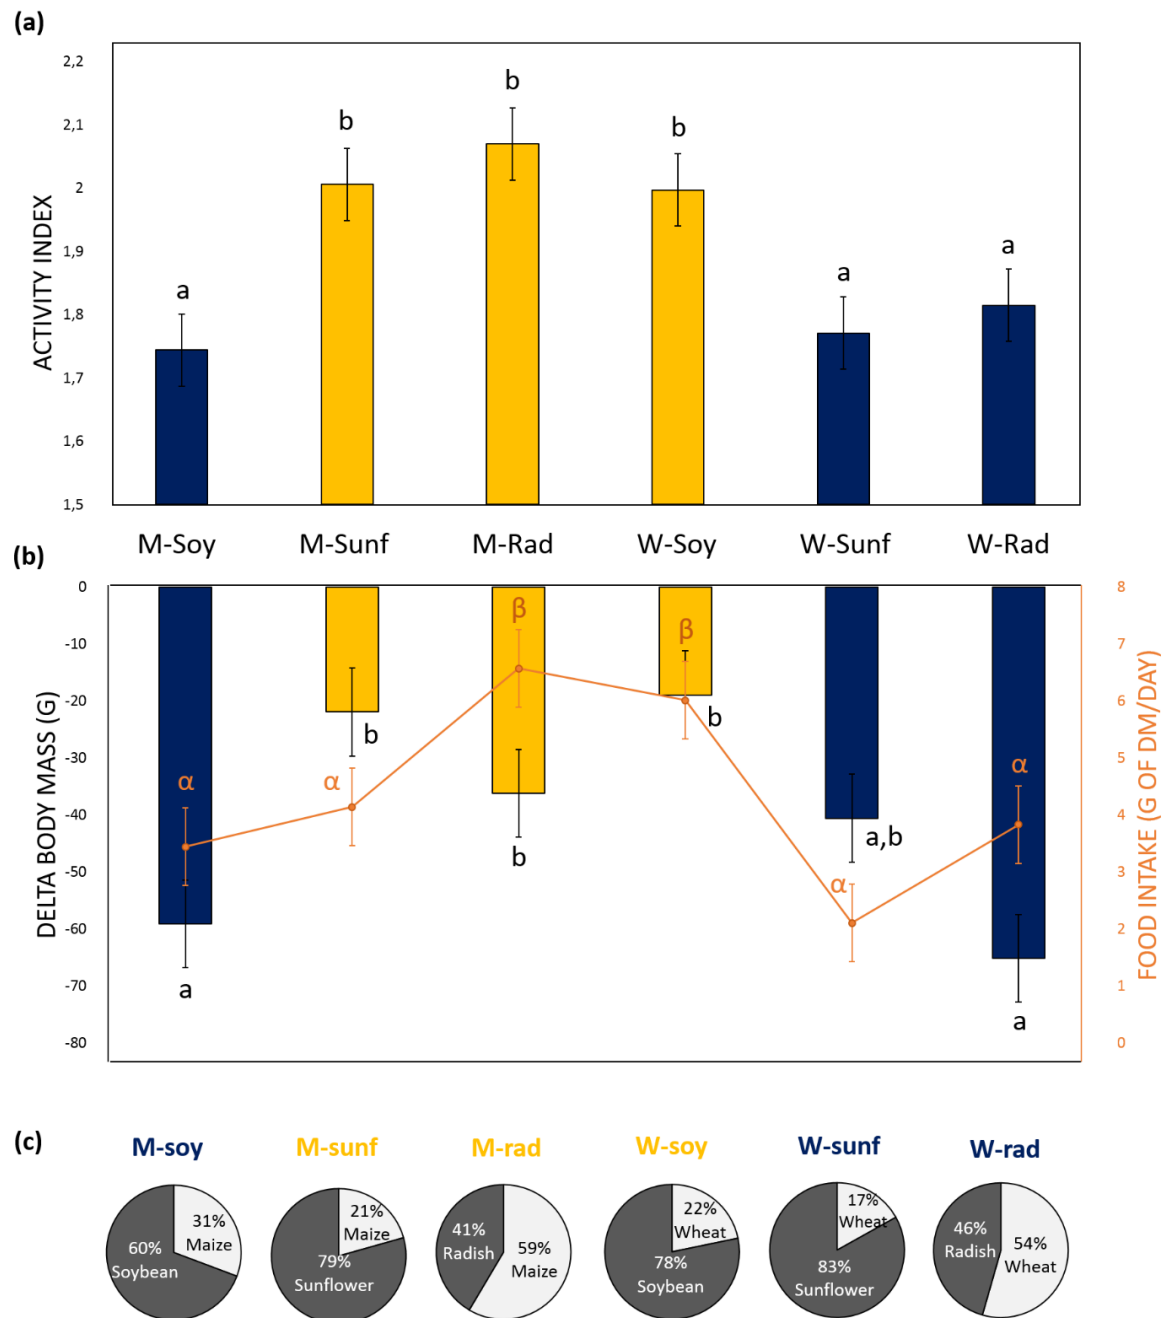 (a)
ACTIVITY INDEX
2,2
2,1
2
1,9
1,8
1,7
1,6
1,5
a
b
b
b
a
a
M-Soy M-Sunf M-Rad W-Soy W-Sunf W-Rad
(b)
DELTA BODY MASS (G)
0
-10
-20
-30
-40
-50
-60
-70
-80
α
α
β
β
α
α
a
b
b
b
a,b
a
8
7
6
5
4
3
2
1
0
FOOD INTAKE (G OF DM/DAY)
(c)
M-soy M-sunf M-rad W-soy W-sunf W-rad
31%
Maize
60%
Soybean
21%
Maize
79%
Sunflower
41%
Radish
59%
Maize
22%
Wheat
78%
Soybean
17%
Wheat
83%
Sunflower
46%
Radish
54%
Wheat